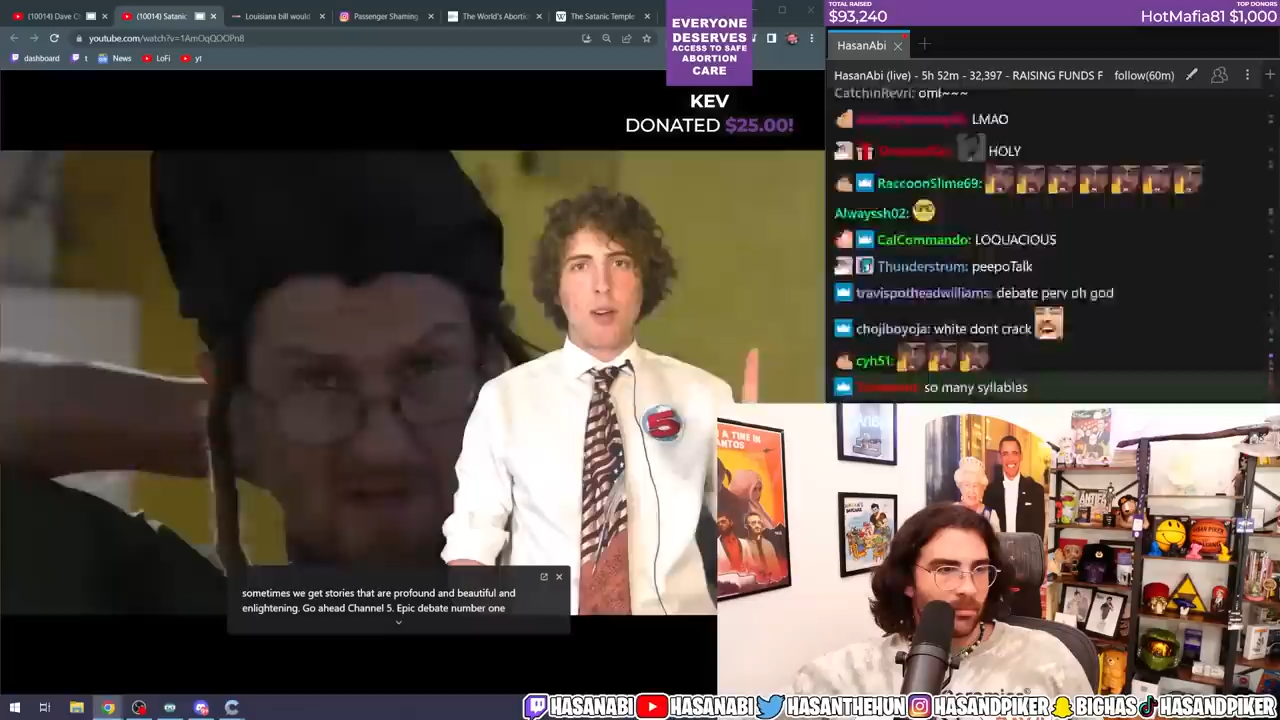 (10014) Dave C
(10014) Satanic
Louisiana bill would
Passenger Shaming
The World's Aborti
The Satanic Temple
youtube.com/watch?v=1AmOqQOOPn8
dashboard
t
News
LoFi
yt
EVERYONE
DESERVES
ACCESS TO SAFE
ABORTION
CARE
KEV
DONATED $25.00!
TOTAL RAISED
$93,240
TOP DONORS
HotMafia81 $1,000
HasanAbi
HasanAbi (live) - 5h 52m - 32,397 - RAISING FUNDS F
follow(60m)
CatchinRevri: omi~~~
LMAO
HOLY
RaccoonSlime69:
Alwayssh02:
CalCommando: LOQUACIOUS
Thunderstrum: peepoTalk
travispotheadwilliams: debate perv oh god
chojiboyoja: white dont crack
cyh51:
so many syllables
5
sometimes we get stories that are profound and beautiful and
enlightening. Go ahead Channel 5. Epic debate number one
A TIME IN
ANTIFA
HASANABI
HASANABI
HASANTHEHUN
HASANDPIKER
BIGHAS
HASANDPIKER